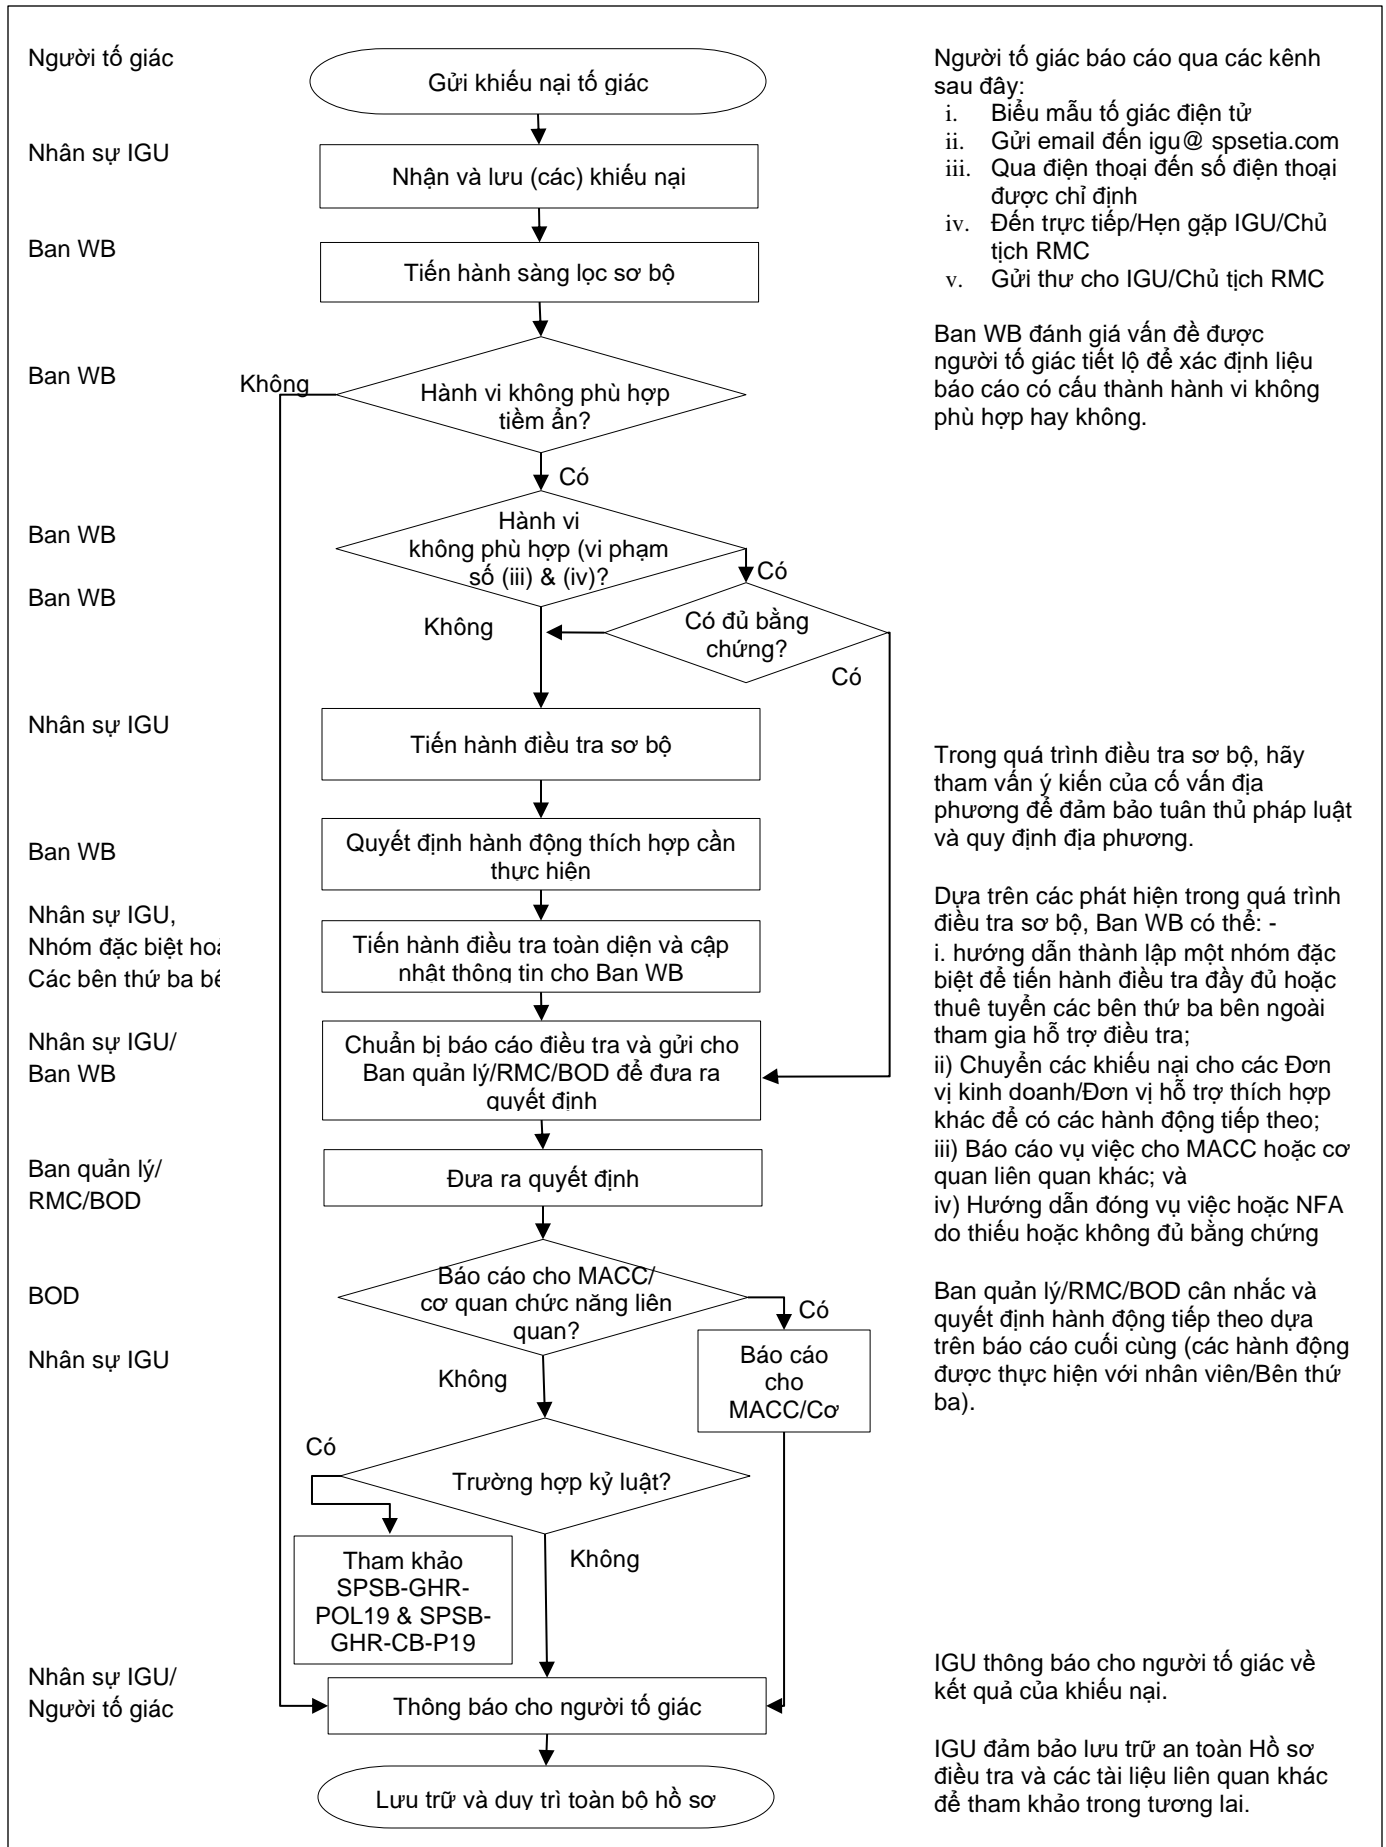 Người tố giác
Nhân sự IGU
Ban WB
Ban WB
Ban WB
Ban WB
Nhân sự IGU
Ban WB
Nhân sự IGU,
Nhóm đặc biệt
Các bên thứ ba
Nhân sự IGU/
Ban WB
Ban quản lý/
RMC/BOD
BOD
Nhân sự IGU
Nhân sự IGU/
Người tố giác
Gửi khiếu nại tố giác
Nhận và lưu (các) khiếu nại
Tiến hành sàng lọc sơ bộ
Không
Hành vi không phù hợp
tiềm ẩn?
Có
Hành vi
không phù hợp (vi phạm
số (iii) & (iv)?
Có
Không
Có đủ bằng
chứng?
Có
Tiến hành điều tra sơ bộ
Quyết định hành động thích hợp cần
thực hiện
Tiến hành điều tra toàn diện và cập
nhật thông tin cho Ban WB
Chuẩn bị báo cáo điều tra và gửi cho
Ban quản lý/RMC/BOD để đưa ra
quyết định
Đưa ra quyết định
Báo cáo cho MACC/
cơ quan chức năng liên
quan?
Có
Không
Báo cáo
cho
MACC/Cơ
Có
Trường hợp kỷ luật?
Không
Tham khảo
SPSB-GHR-
POL19 & SPSB-
GHR-CB-P19
Thông báo cho người tố giác
Lưu trữ và duy trì toàn bộ hồ sơ
Người tố giác báo cáo qua các kênh
sau đây:
i. Biểu mẫu tố giác điện tử
ii. Gửi email đến igu@ spsetia.com
iii. Qua điện thoại đến số điện thoại
được chỉ định
iv. Đến trực tiếp/Hẹn gặp IGU/Chủ
tịch RMC
v. Gửi thư cho IGU/Chủ tịch RMC
Ban WB đánh giá vấn đề được
người tố giác tiết lộ để xác định liệu
báo cáo có cấu thành hành vi không
phù hợp hay không.
Trong quá trình điều tra sơ bộ, hãy
tham vấn ý kiến của cố vấn địa
phương để đảm bảo tuân thủ pháp luật
và quy định địa phương.
Dựa trên các phát hiện trong quá trình
điều tra sơ bộ, Ban WB có thể: -
i. hướng dẫn thành lập một nhóm đặc
biệt để tiến hành điều tra đầy đủ hoặc
thuê tuyển các bên thứ ba bên ngoài
tham gia hỗ trợ điều tra;
ii) Chuyển các khiếu nại cho các Đơn
vị kinh doanh/Đơn vị hỗ trợ thích hợp
khác để có các hành động tiếp theo;
iii) Báo cáo vụ việc cho MACC hoặc cơ
quan liên quan khác; và
iv) Hướng dẫn đóng vụ việc hoặc NFA
do thiếu hoặc không đủ bằng chứng
Ban quản lý/RMC/BOD cân nhắc và
quyết định hành động tiếp theo dựa
trên báo cáo cuối cùng (các hành động
được thực hiện với nhân viên/Bên thứ
ba).
IGU thông báo cho người tố giác về
kết quả của khiếu nại.
IGU đảm bảo lưu trữ an toàn Hồ sơ
điều tra và các tài liệu liên quan khác
để tham khảo trong tương lai.